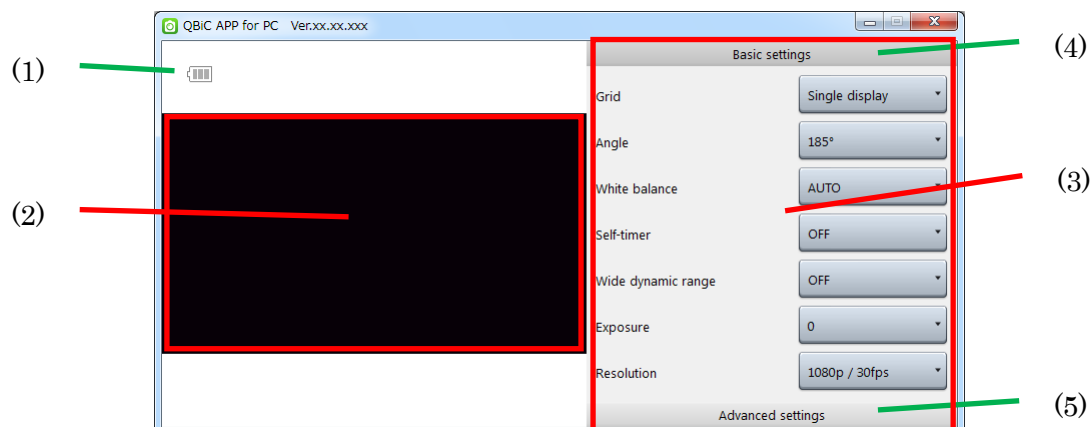 QBiC APP for PC Ver.xx.xx.xxx
Basic settings
(4)
(1)
Grid Single display
Angle 185°
White balance AUTO
(3)
(2)
Self-timer OFF
Wide dynamic range OFF
Exposure 0
Resolution 1080p / 30fps
Advanced settings
(5)